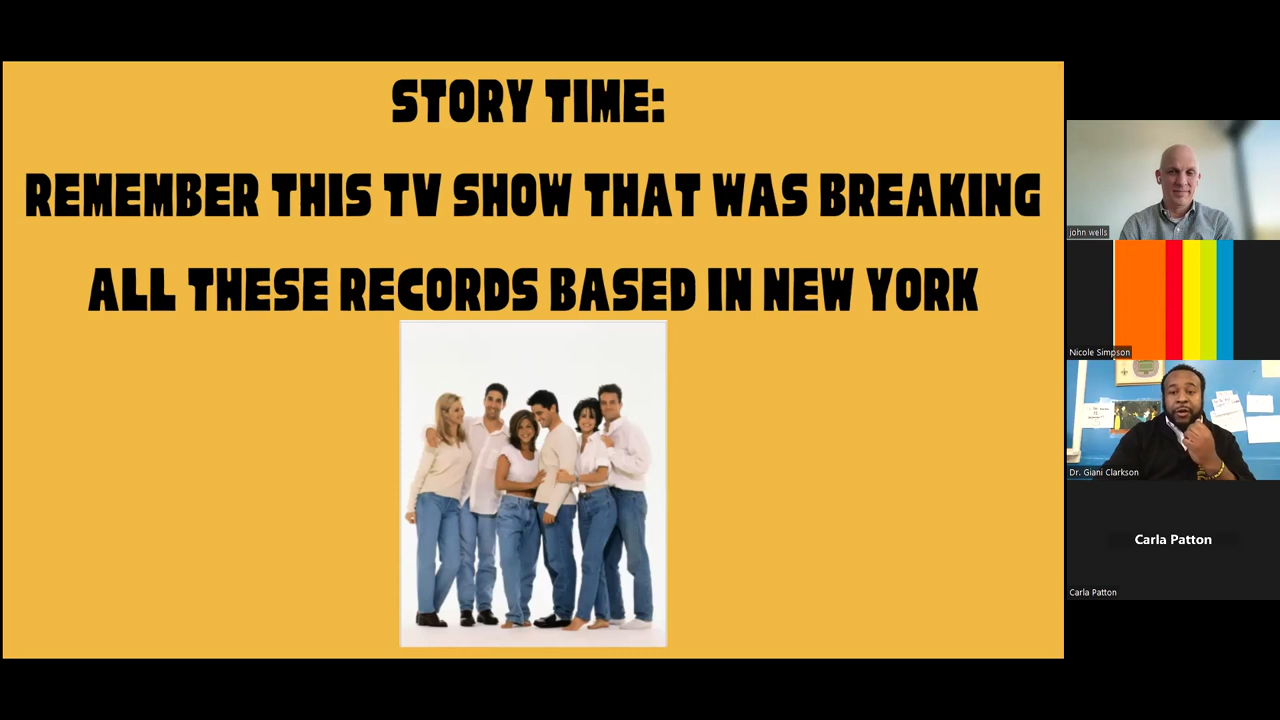 STORY TIME:
REMEMBER THIS TV SHOW THAT WAS BREAKING
ALL THESE RECORDS BASED IN NEW YORK
john wells
Nicole Simpson
Dr. Giani Clarkson
Carla Patton
Carla Patton